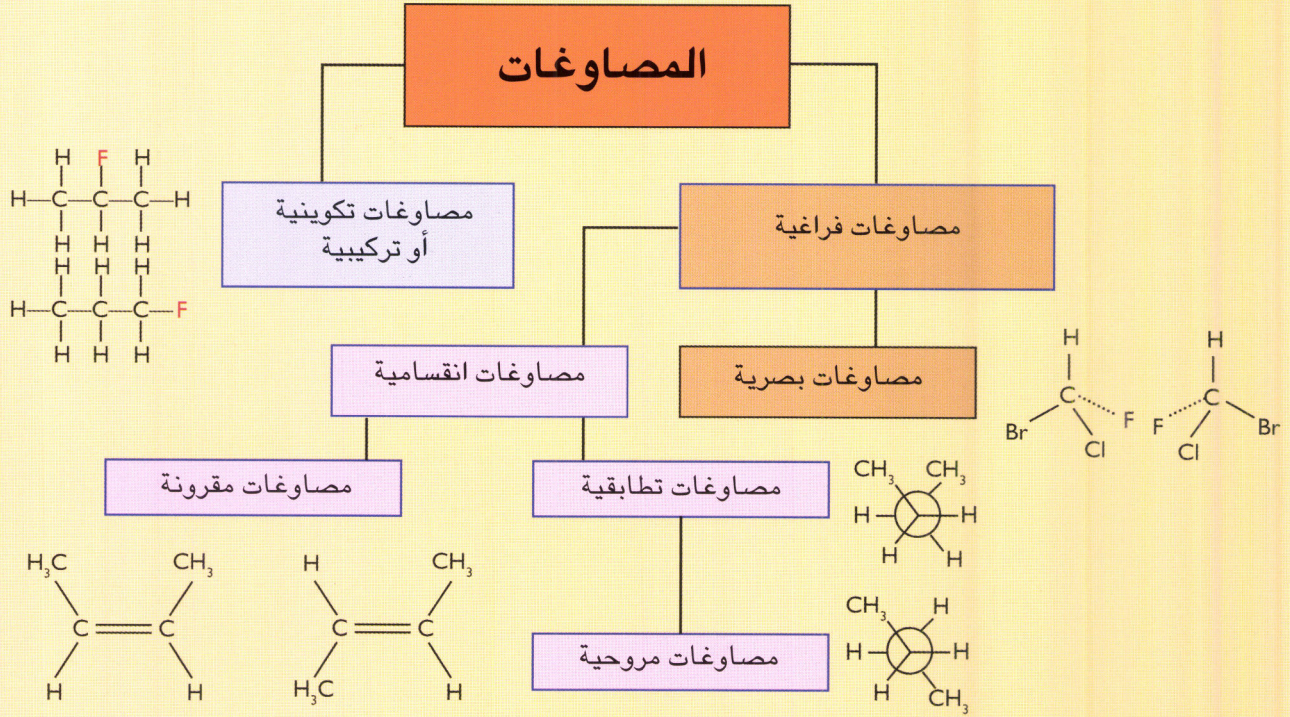 المصاوغات
مصاوغات تكوينية
أو تركيبية
مصاوغات فراغية
مصاوغات انقسامية
مصاوغات بصرية
مصاوغات مقرونة
مصاوغات تطابقية
مصاوغات مروحية
H F H
H—C—C—C—H
H H H
H H H
H—C—C—C—F
H H H
H
C
Br
F
Cl
H
C
F
Br
Cl
CH₃ CH₃
H H
H H
CH₃ H
H H
H CH₃
H₃C CH₃
C C
H H
H CH₃
C C
H₃C H